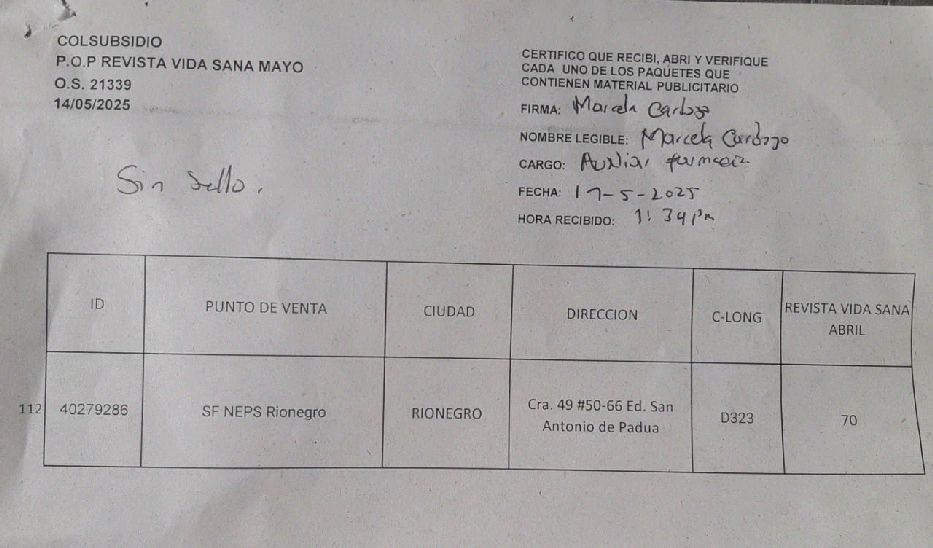 COLSUBSIDIO
P.O.P REVISTA VIDA SANA MAYO
O.S. 21339
14/05/2025
Sin Sello.
CERTIFICO QUE RECIBI, ABRI Y VERIFIQUE
CADA UNO DE LOS PAQUETES QUE
CONTIENEN MATERIAL PUBLICITARIO
FIRMA: Marcela Cardozo
NOMBRE LEGIBLE: Marcela Cardozo
CARGO: Auxiliar farmacia
FECHA: 17-5-2025
HORA RECIBIDO: 1:34 pm
ID PUNTO DE VENTA CIUDAD DIRECCION C-LONG REVISTA VIDA SANA
ABRIL
112 40279286 SF NEPS Rionegro RIONEGRO Cra. 49 #50-66 Ed. San
Antonio de Padua D323 70